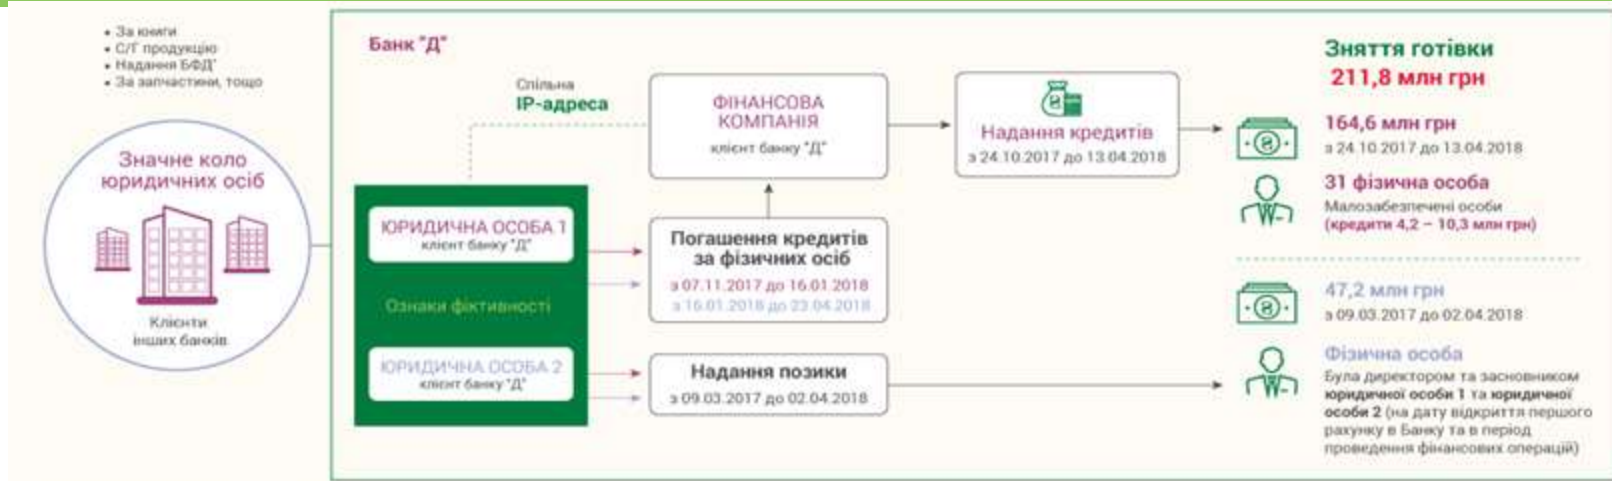 • За книги
• С/Г продукцію
• Надання БФД"
• За запчастини, тощо
Значне коло
юридичних осіб
Клієнти
інших банків
Банк "Д"
Спільна
IP-адреса
ЮРИДИЧНА ОСОБА 1
клієнт банку "Д"
Ознаки фіктивності
ЮРИДИЧНА ОСОБА 2
клієнт банку "Д"
ФІНАНСОВА
КОМПАНІЯ
клієнт банку "Д"
Погашення кредитів
за фізичних осіб
з 07.11.2017 до 16.01.2018
з 16.01.2018 до 23.04.2018
Надання позики
з 09.03.2017 до 02.04.2018
Надання кредитів
з 24.10.2017 до 13.04.2018
Зняття готівки
211,8 млн грн
164,6 млн грн
з 24.10.2017 до 13.04.2018
31 фізична особа
Малозабезпечені особи
(кредити 4,2 – 10,3 млн грн)
47,2 млн грн
з 09.03.2017 до 02.04.2018
Фізична особа
Була директором та засновником
юридичної особи 1 та юридичної
особи 2 (на дату відкриття першого
рахунку в Банку та в період
проведення фінансових операцій)